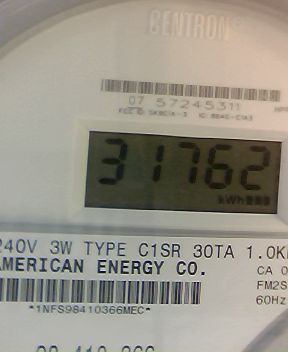 CENTRON
07 57245311
31762
kWh
240V 3W TYPE C1SR 30TA 1.0K
AMERICAN ENERGY CO.
CA 0
FM2S
60Hz
*1NFS98410366MEC*